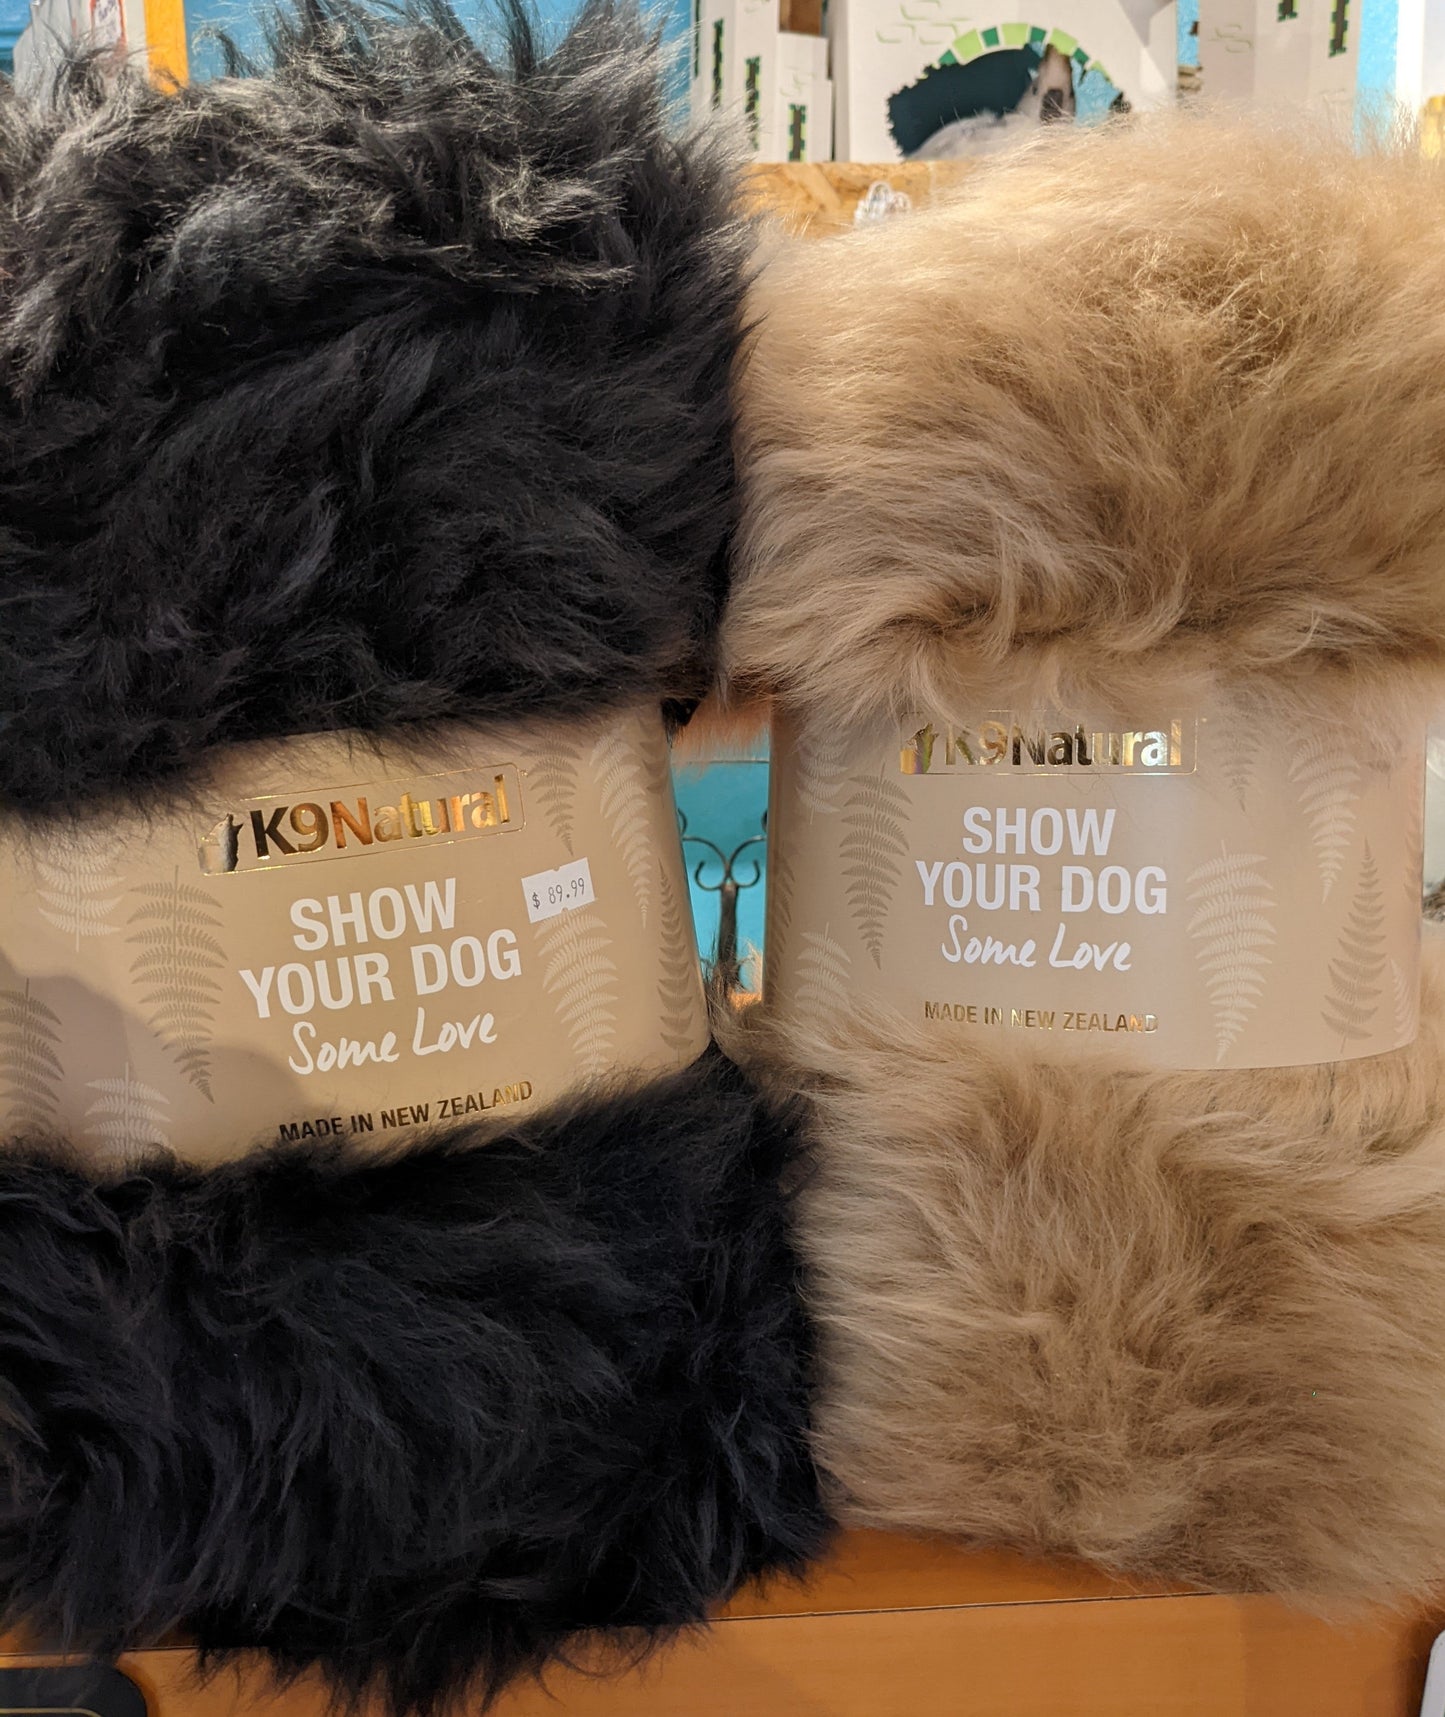 K9Natural
SHOW
YOUR DOG
Some Love
$ 89.99
MADE IN NEW ZEALAND
K9Natural
SHOW
YOUR DOG
Some Love
MADE IN NEW ZEALAND